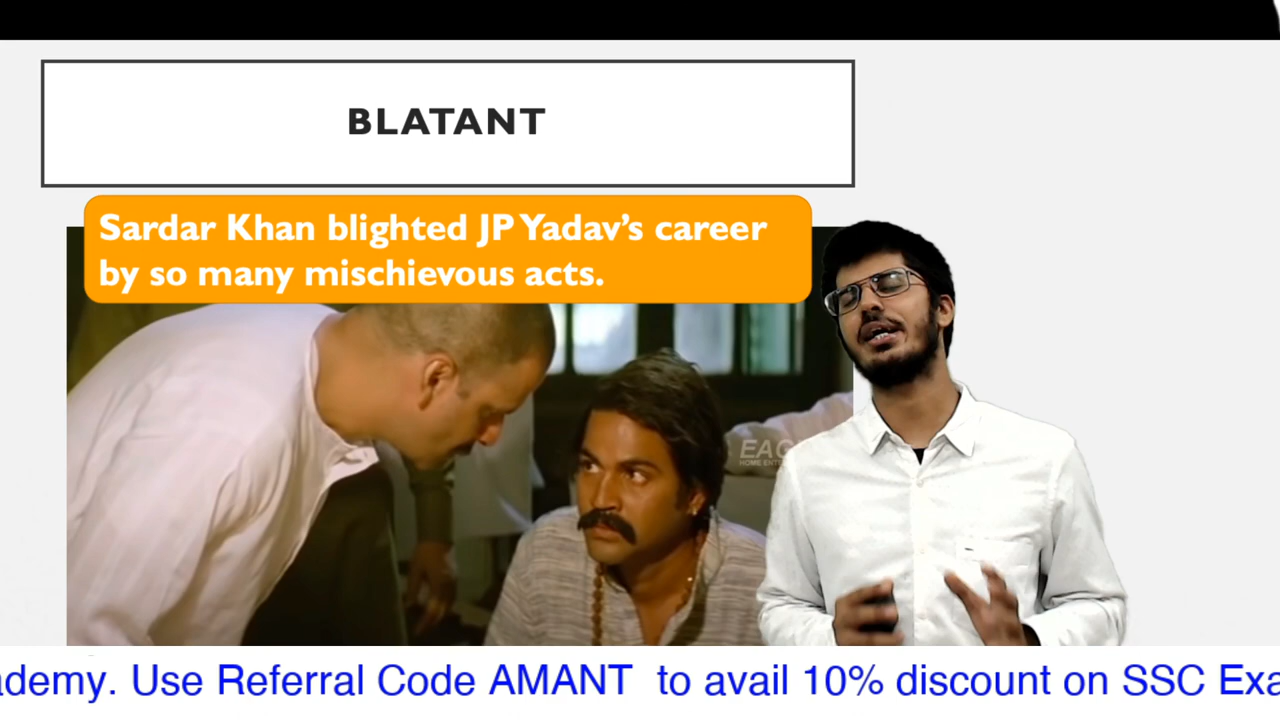 BLATANT
Sardar Khan blighted JP Yadav's career
by so many mischievous acts.
HOME
ademy. Use Referral Code AMANT to avail 10% discount on SSC Exa